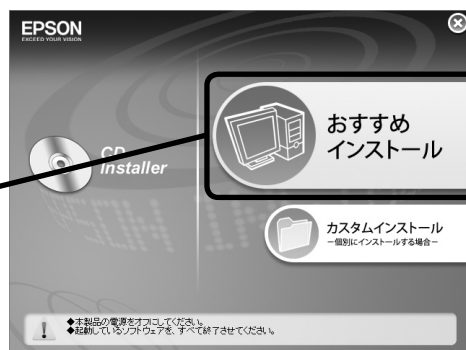 EPSON
EXCEED YOUR VISION
CD
Installer
おすすめ
インストール
カスタムインストール
－個別にインストールする場合－
◆本製品の電源をオフにしてください。
◆起動しているソフトウェアを、すべて終了させてください。